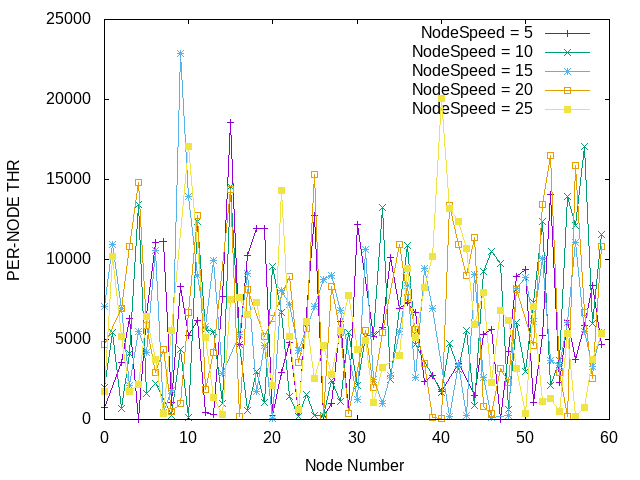 25000
20000
15000
10000
5000
0
PER-NODE THR
NodeSpeed = 5
NodeSpeed = 10
NodeSpeed = 15
NodeSpeed = 20
NodeSpeed = 25
0 10 20 30 40 50 60
Node Number